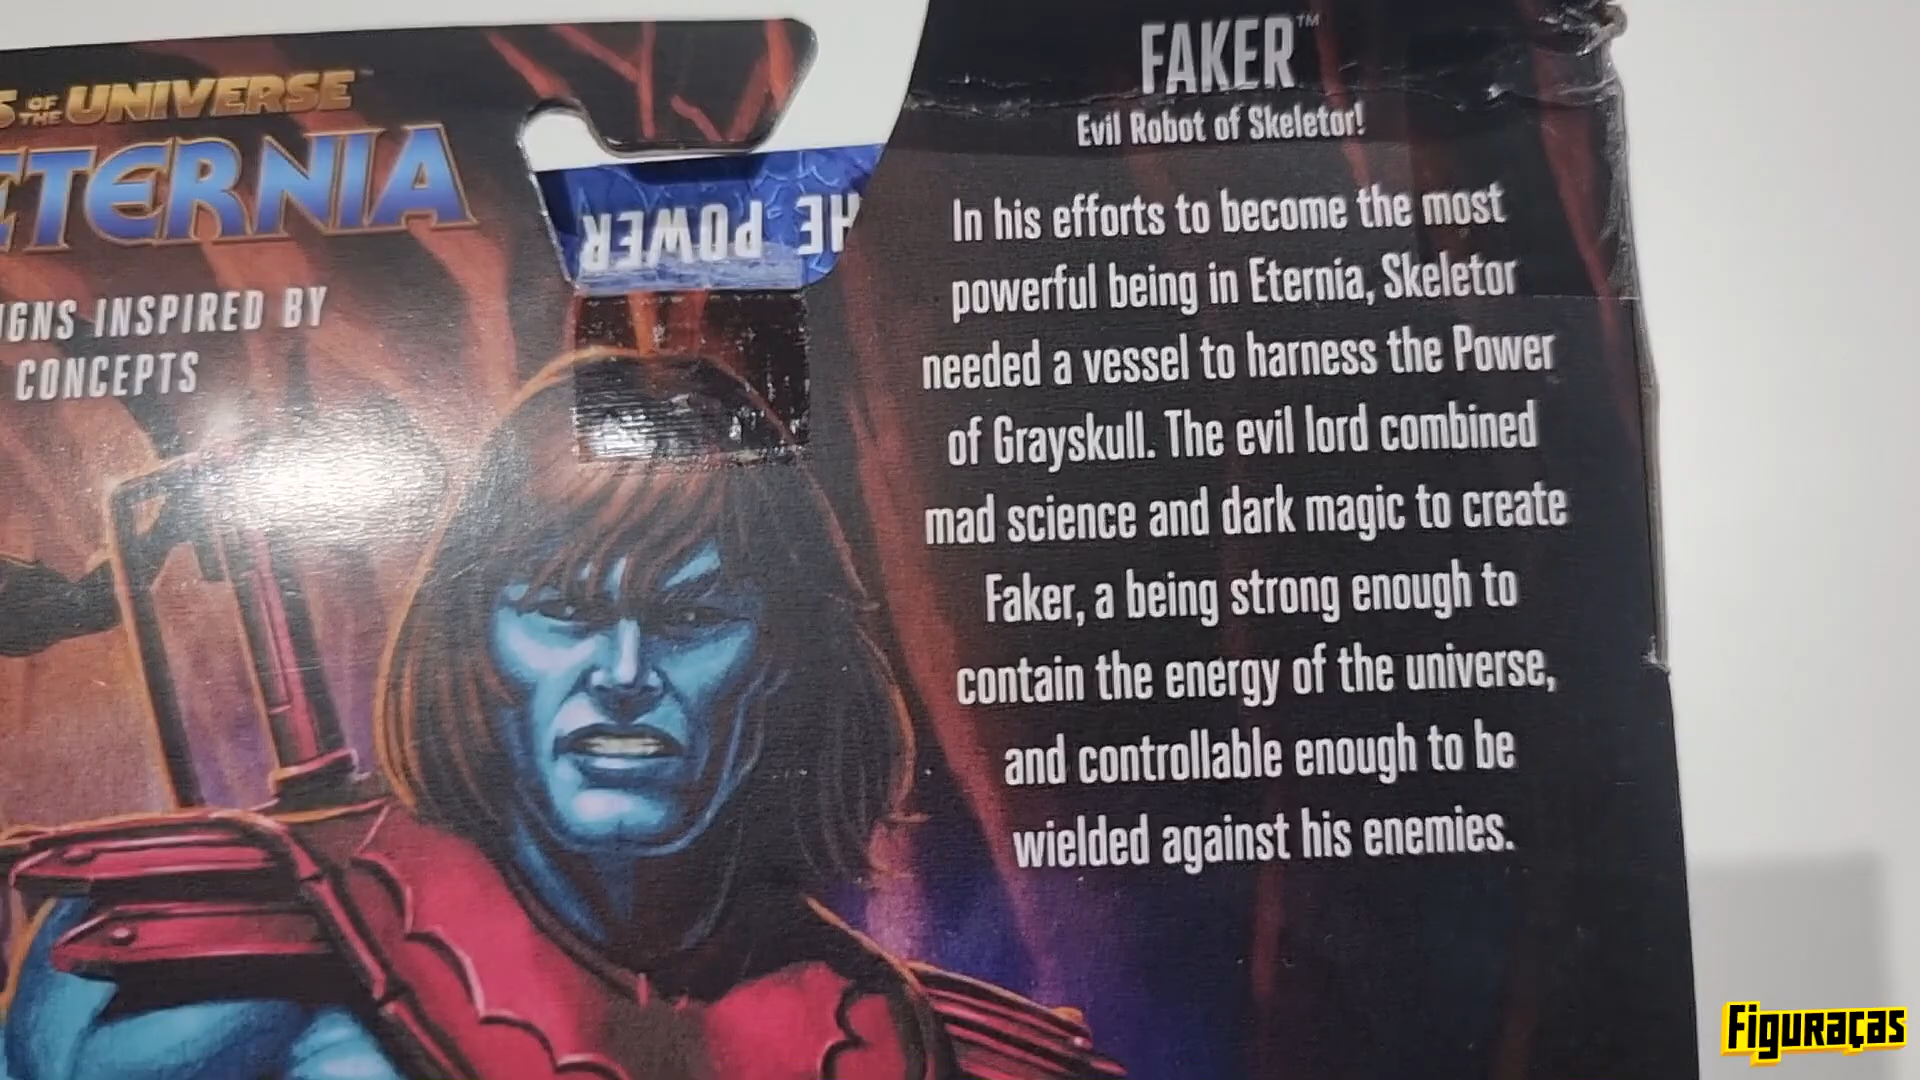 OF THE UNIVERSE™
ETERNIA
INSPIRED BY
CONCEPTS
HE POWER
FAKER™
Evil Robot of Skeletor!
In his efforts to become the most
powerful being in Eternia, Skeletor
needed a vessel to harness the Power
of Grayskull. The evil lord combined
mad science and dark magic to create
Faker, a being strong enough to
contain the energy of the universe,
and controllable enough to be
wielded against his enemies.
Figuraças